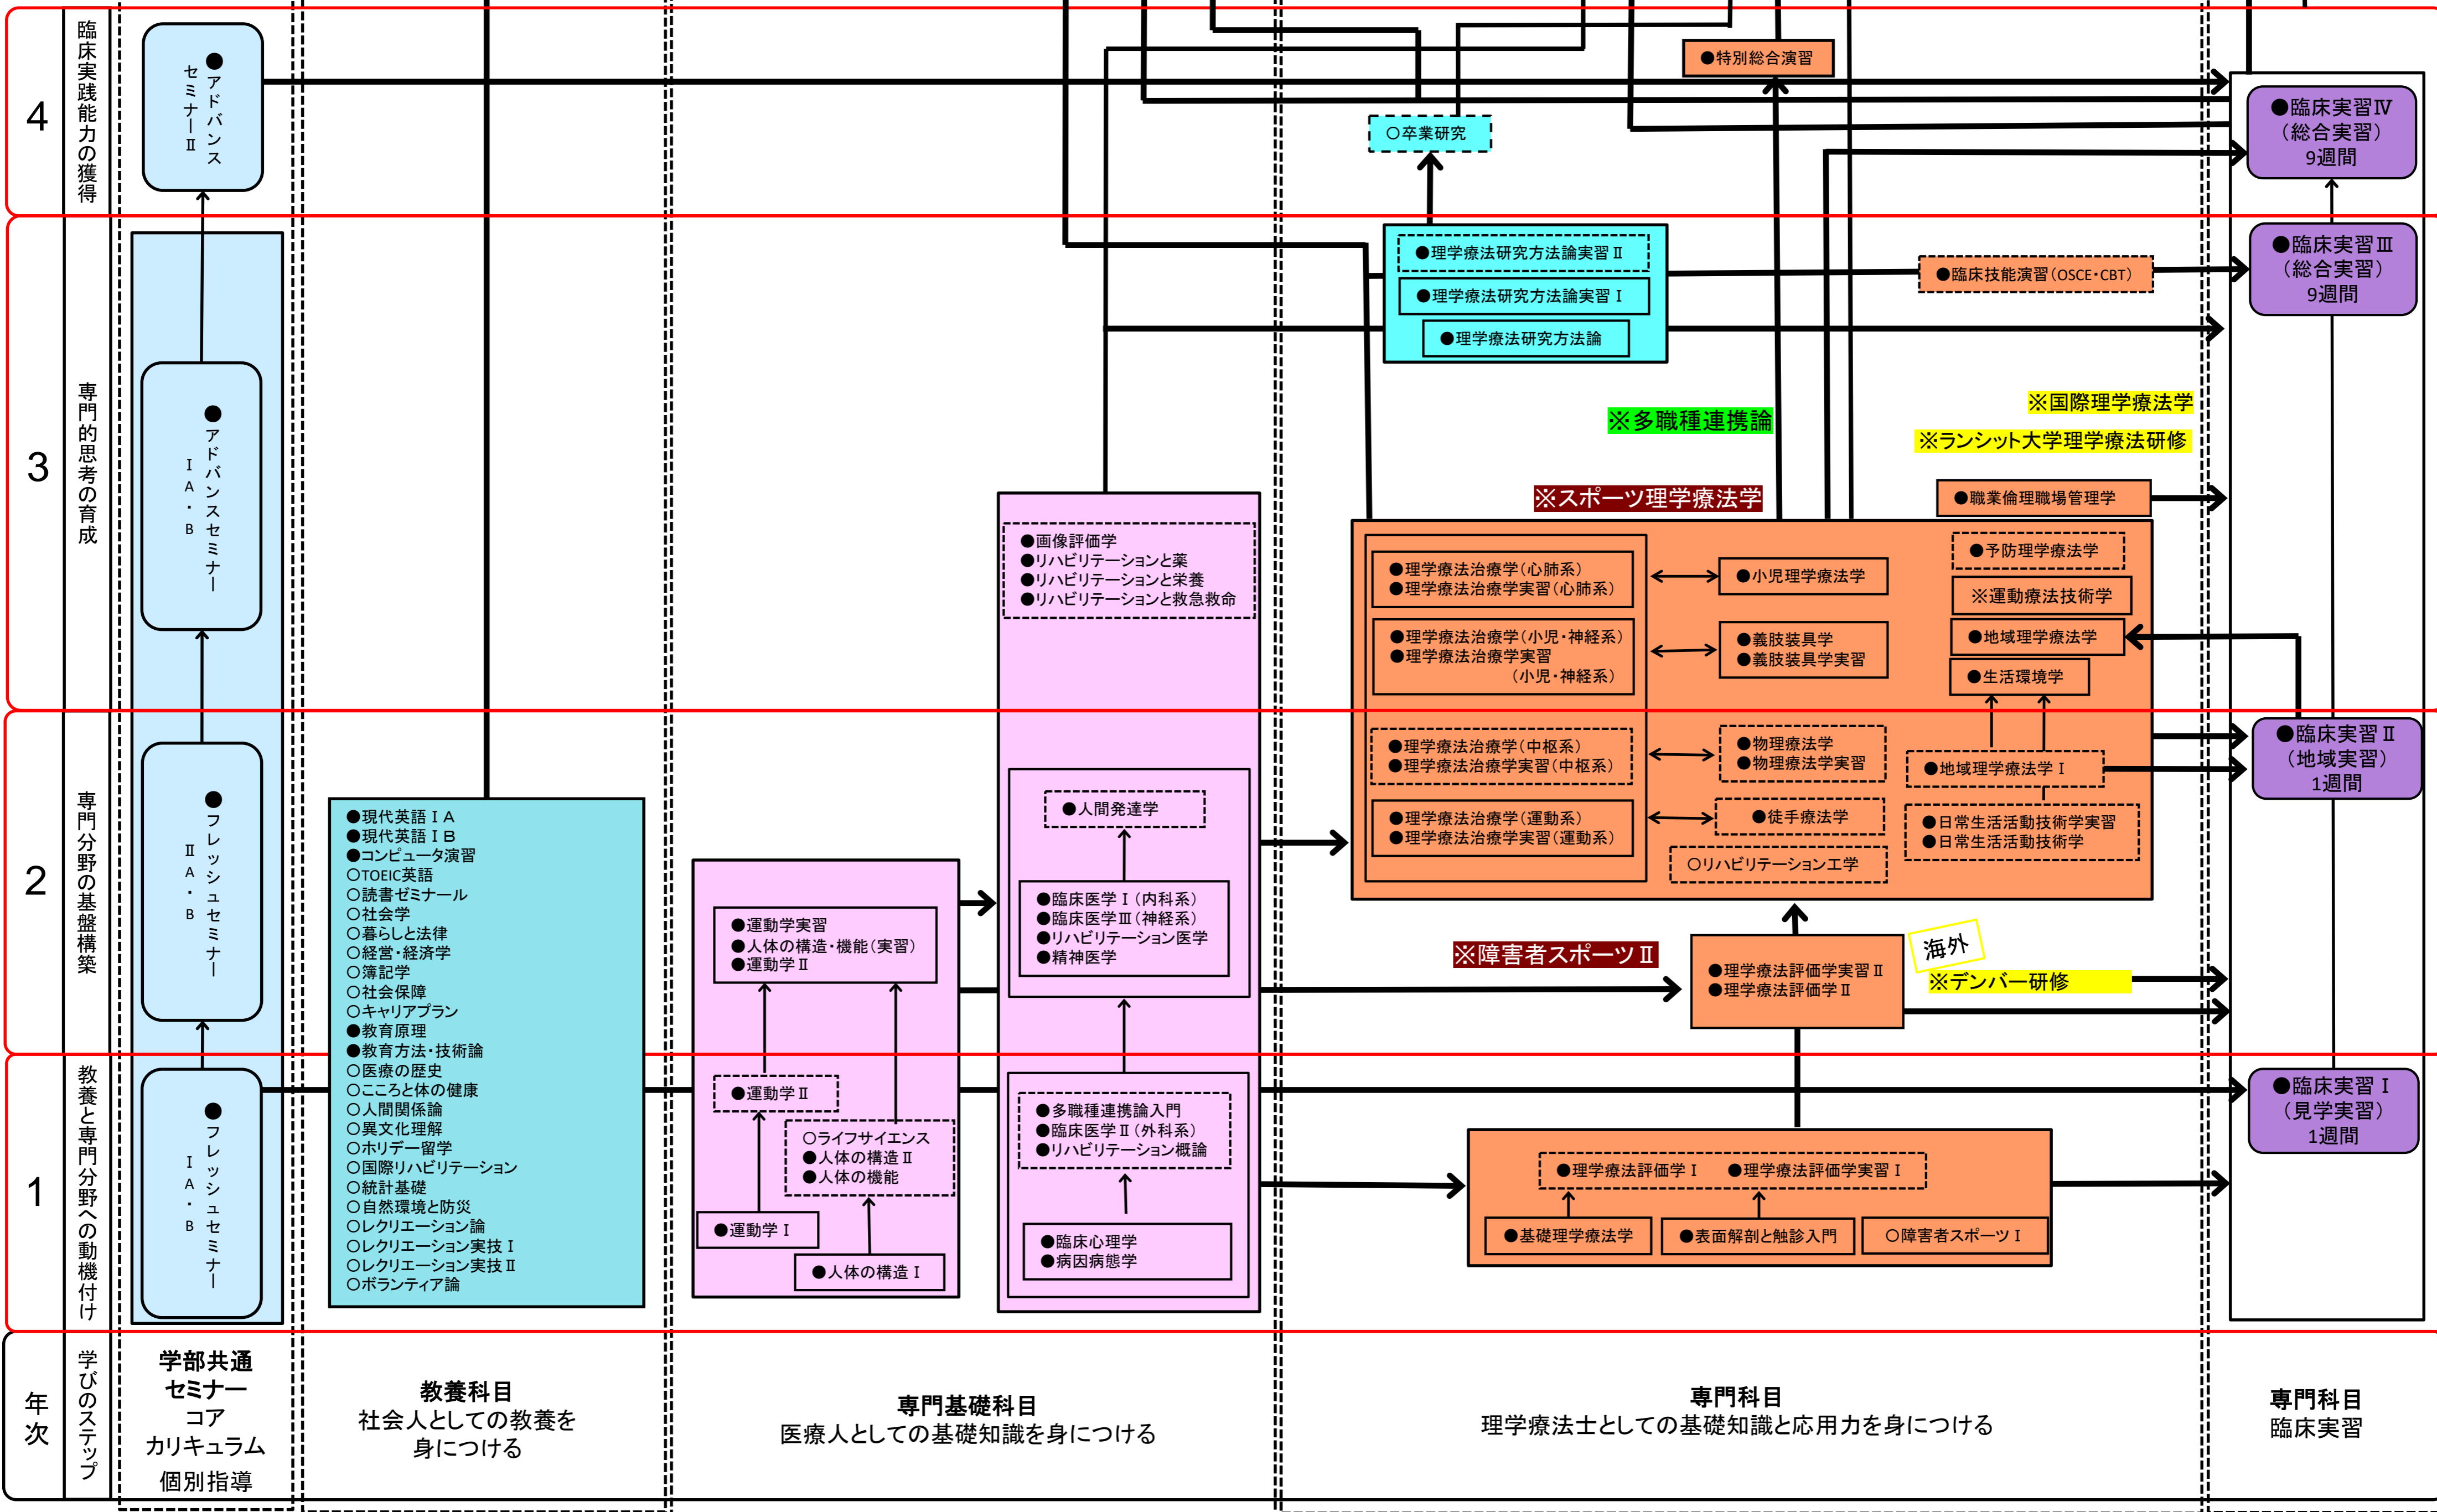 4
臨床実践能力の獲得
●アドバンス
セミナーⅡ
●特別総合演習
○卒業研究
●臨床実習Ⅳ
（総合実習）
9週間
3
専門的思考の育成
●アドバンスセミナー
ⅠA・B
●理学療法研究方法論実習Ⅱ
●理学療法研究方法論実習Ⅰ
●理学療法研究方法論
●臨床技能演習（OSCE・CBT）
●臨床実習Ⅲ
（総合実習）
9週間
※多職種連携論
※国際理学療法学
※ランシット大学理学療法研修
※スポーツ理学療法学
●職業倫理職場管理学
●画像評価学
●リハビリテーションと薬
●リハビリテーションと栄養
●リハビリテーションと救急救命
●理学療法治療学（心肺系）
●理学療法治療学実習（心肺系）
●小児理学療法学
●予防理学療法学
※運動療法技術学
●理学療法治療学（小児・神経系）
●理学療法治療学実習
（小児・神経系）
●義肢装具学
●義肢装具学実習
●地域理学療法学
●生活環境学
2
専門分野の基盤構築
●フレッシュセミナー
ⅡA・B
●理学療法治療学（中枢系）
●理学療法治療学実習（中枢系）
●物理療法学
●物理療法学実習
●地域理学療法学Ⅰ
●臨床実習Ⅱ
（地域実習）
1週間
●人間発達学
●理学療法治療学（運動系）
●理学療法治療学実習（運動系）
●徒手療法学
●日常生活活動技術学実習
●日常生活活動技術学
○リハビリテーション工学
●現代英語ⅠA
●現代英語ⅠB
●コンピュータ演習
○TOEIC英語
○読書ゼミナール
○社会学
○暮らしと法律
○経営・経済学
○簿記学
○社会保障
○キャリアプラン
●教育原理
●教育方法・技術論
○医療の歴史
○こころと体の健康
○人間関係論
○異文化理解
○ホリデー留学
○国際リハビリテーション
○統計基礎
○自然環境と防災
○レクリエーション論
○レクリエーション実技Ⅰ
○レクリエーション実技Ⅱ
○ボランティア論
●運動学実習
●人体の構造・機能（実習）
●運動学Ⅱ
●臨床医学Ⅰ（内科系）
●臨床医学Ⅲ（神経系）
●リハビリテーション医学
●精神医学
※障害者スポーツⅡ
●理学療法評価学実習Ⅱ
●理学療法評価学Ⅱ
海外
※デンバー研修
1
教養と専門分野への動機付け
●フレッシュセミナー
ⅠA・B
●運動学Ⅱ
○ライフサイエンス
●人体の構造Ⅱ
●人体の機能
●運動学Ⅰ
●人体の構造Ⅰ
●多職種連携論入門
●臨床医学Ⅱ（外科系）
●リハビリテーション概論
●臨床心理学
●病因病態学
●理学療法評価学Ⅰ ●理学療法評価学実習Ⅰ
●基礎理学療法学
●表面解剖と触診入門
○障害者スポーツⅠ
●臨床実習Ⅰ
（見学実習）
1週間
年次
学びのステップ
学部共通
セミナー
コア
カリキュラム
個別指導
教養科目
社会人としての教養を
身につける
専門基礎科目
医療人としての基礎知識を身につける
専門科目
理学療法士としての基礎知識と応用力を身につける
専門科目
臨床実習